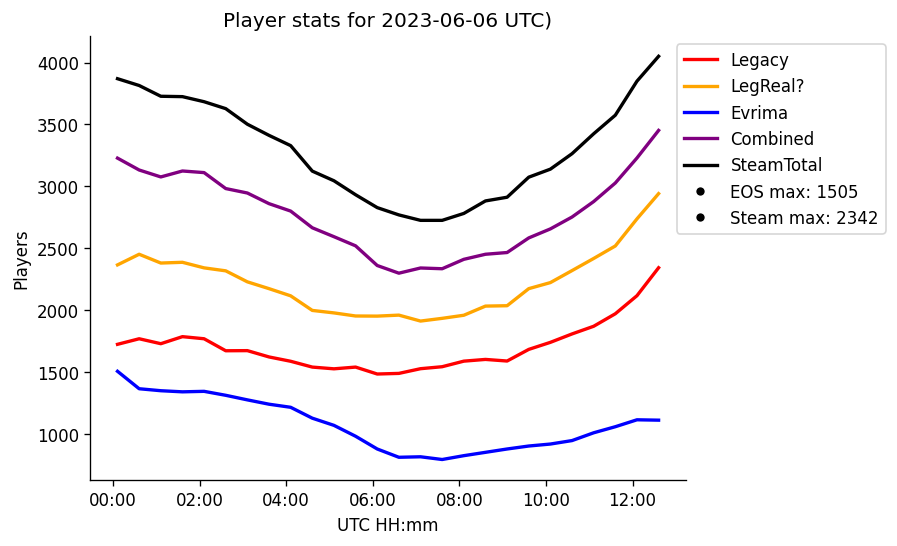 Player stats for 2023-06-06 UTC)
Legacy
LegReal?
Evrima
Combined
SteamTotal
EOS max: 1505
Steam max: 2342
Players
4000
3500
3000
2500
2000
1500
1000
00:00 02:00 04:00 06:00 08:00 10:00 12:00
UTC HH:mm